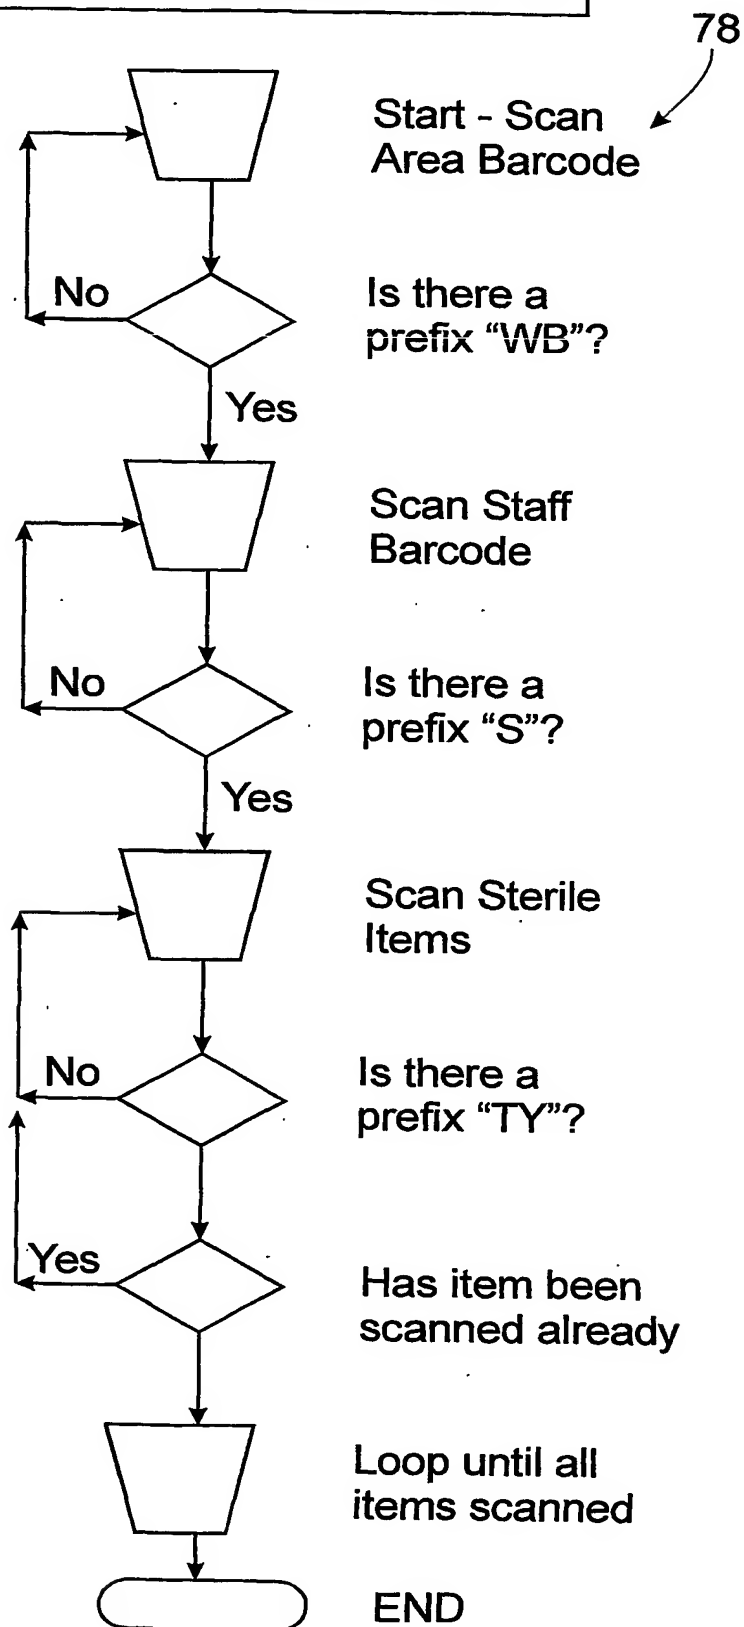 78
Start - Scan
Area Barcode
No
Is there a
prefix “WB”?
Yes
Scan Staff
Barcode
No
Is there a
prefix “S”?
Yes
Scan Sterile
Items
No
Is there a
prefix “TY”?
Yes
Has item been
scanned already
Loop until all
items scanned
END